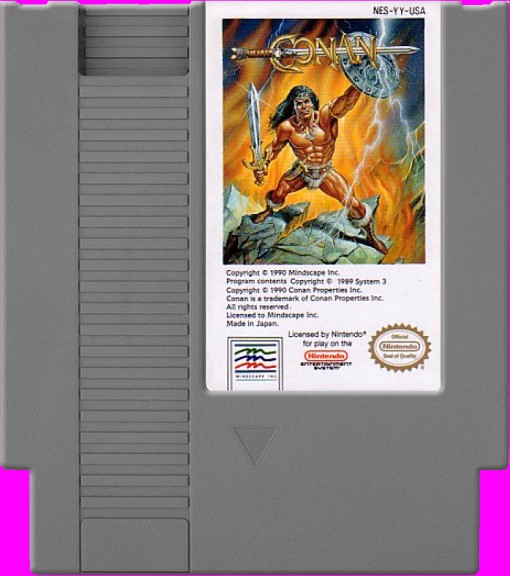 NES-YY-USA
CONAN
Copyright © 1990 Mindscape Inc.
Program contents Copyright © 1989 System 3
Copyright © 1990 Conan Properties Inc.
Conan is a trademark of Conan Properties Inc.
All rights reserved.
Licensed to Mindscape Inc.
Made in Japan.
Licensed by Nintendo®
for play on the
Nintendo
ENTERTAINMENT
SYSTEM™
MINDSCAPE INC
Official
Nintendo
Seal of Quality
®